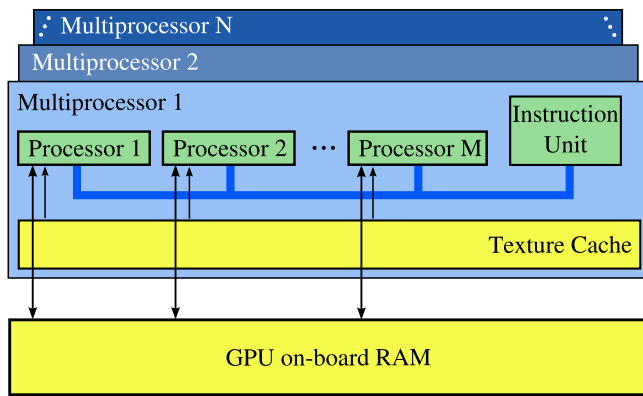 Multiprocessor N
Multiprocessor 2
Multiprocessor 1
Instruction
Unit
Processor 1
Processor 2
...
Processor M
Texture Cache
GPU on-board RAM